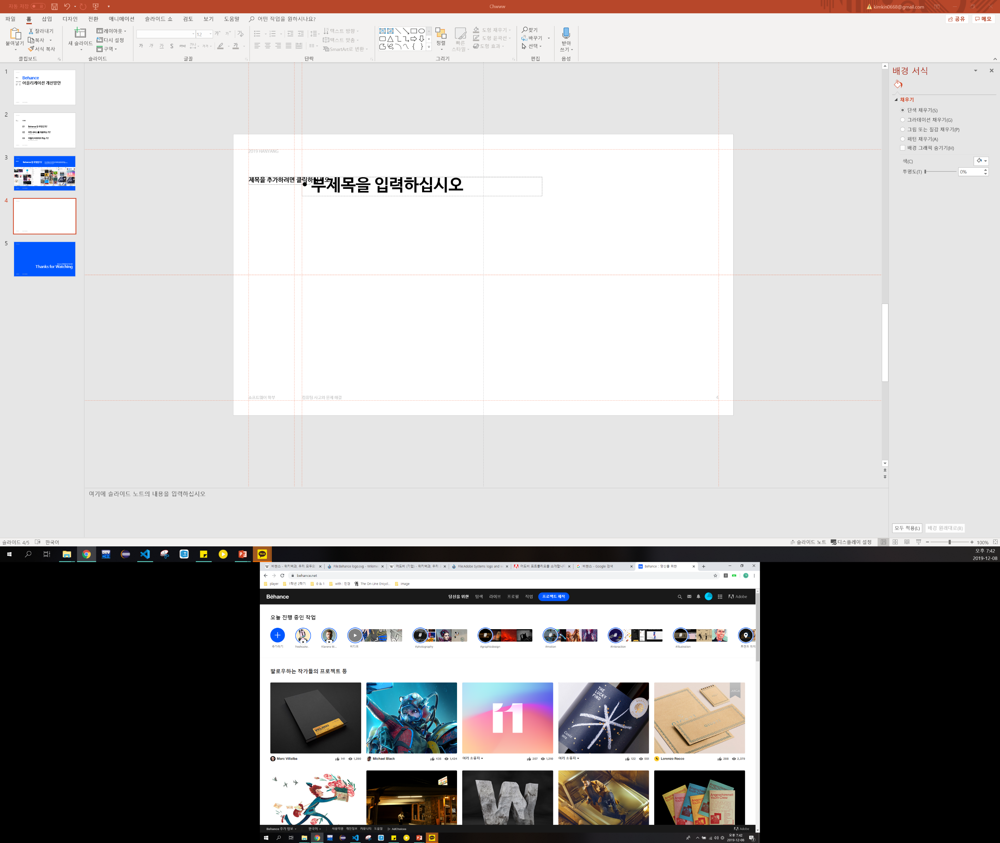 자동 저장
Chwww
kimkin0668@gmail.com
파일 홈 삽입 디자인 전환 애니메이션 슬라이드 쇼 검토 보기 도움말 어떤 작업을 원하시나요?
공유 메모
붙여넣기 잘라내기 복사 서식 복사
클립보드
새 슬라이드 레이아웃 다시 설정 구역
슬라이드
12
글꼴
텍스트 방향
텍스트 맞춤
SmartArt로 변환
단락
정렬 빠른 스타일
도형 채우기
도형 윤곽선
도형 효과
그리기
찾기
바꾸기
선택
편집
받아쓰기
음성
1
Behance
어플리케이션 개선방안
2
01 Behance 란 무엇인가?
02 어떤 서비스를 제공하는 가?
03 어떻게 바뀌어야 하는 가?
3
Behance 란 무엇인가?
4
5
Thanks for Watching
2019 HANYANG
제목을 추가하려면 클릭하십시오
• 부제목을 입력하십시오
소프트웨어 학부
컴퓨팅 사고와 문제 해결
4
여기에 슬라이드 노트의 내용을 입력하십시오
배경 서식
채우기
단색 채우기(S)
그라데이션 채우기(G)
그림 또는 질감 채우기(P)
패턴 채우기(A)
배경 그래픽 숨기기(H)
색(C)
투명도(T) 0%
모두 적용(L) 배경 원래대로(B)
슬라이드 4/5 한국어
슬라이드 노트 디스플레이 설정 100%
DEV
TALK
오후 7:42
2019-12-08
비핸스 - 위키백과, 우리 모두의
File:Behance logo.svg - Wikime
어도비 (기업) - 위키백과, 우리
File:Adobe Systems logo and w
어도비 포트폴리오를 소개합니다
비핸스 - Google 검색
Behance :: 당신을 위한
behance.net
player 1학년 2학기 0 & 1 with : 민경 The On-Line Encycl... image
Bēhance
당신을 위한 탐색 라이브 프로필 직업 프로젝트 제작
Adobe
오늘 진행 중인 작업
추가하기 freshcake.. Klarens M... 비디오 #photography #graphicdesign #motion #interaction #illustration 트렌드 위치
팔로우하는 작가들의 프로젝트 등
VELROO
THE LUCKY FIND
Cuvée 2012
AIGA
Marc Villalba 141 1,290
Michael Black 435 1,424
여러 소유자 207 1,210
여러 소유자 122 551
Lorenzo Rocco 288 2,379
Angeschimmelt Youth Crew
Behance 추가 정보 한국어 사용약관 개인정보 커뮤니티 도움말 AdChoices
Adobe
오후 7:42
2019-12-08